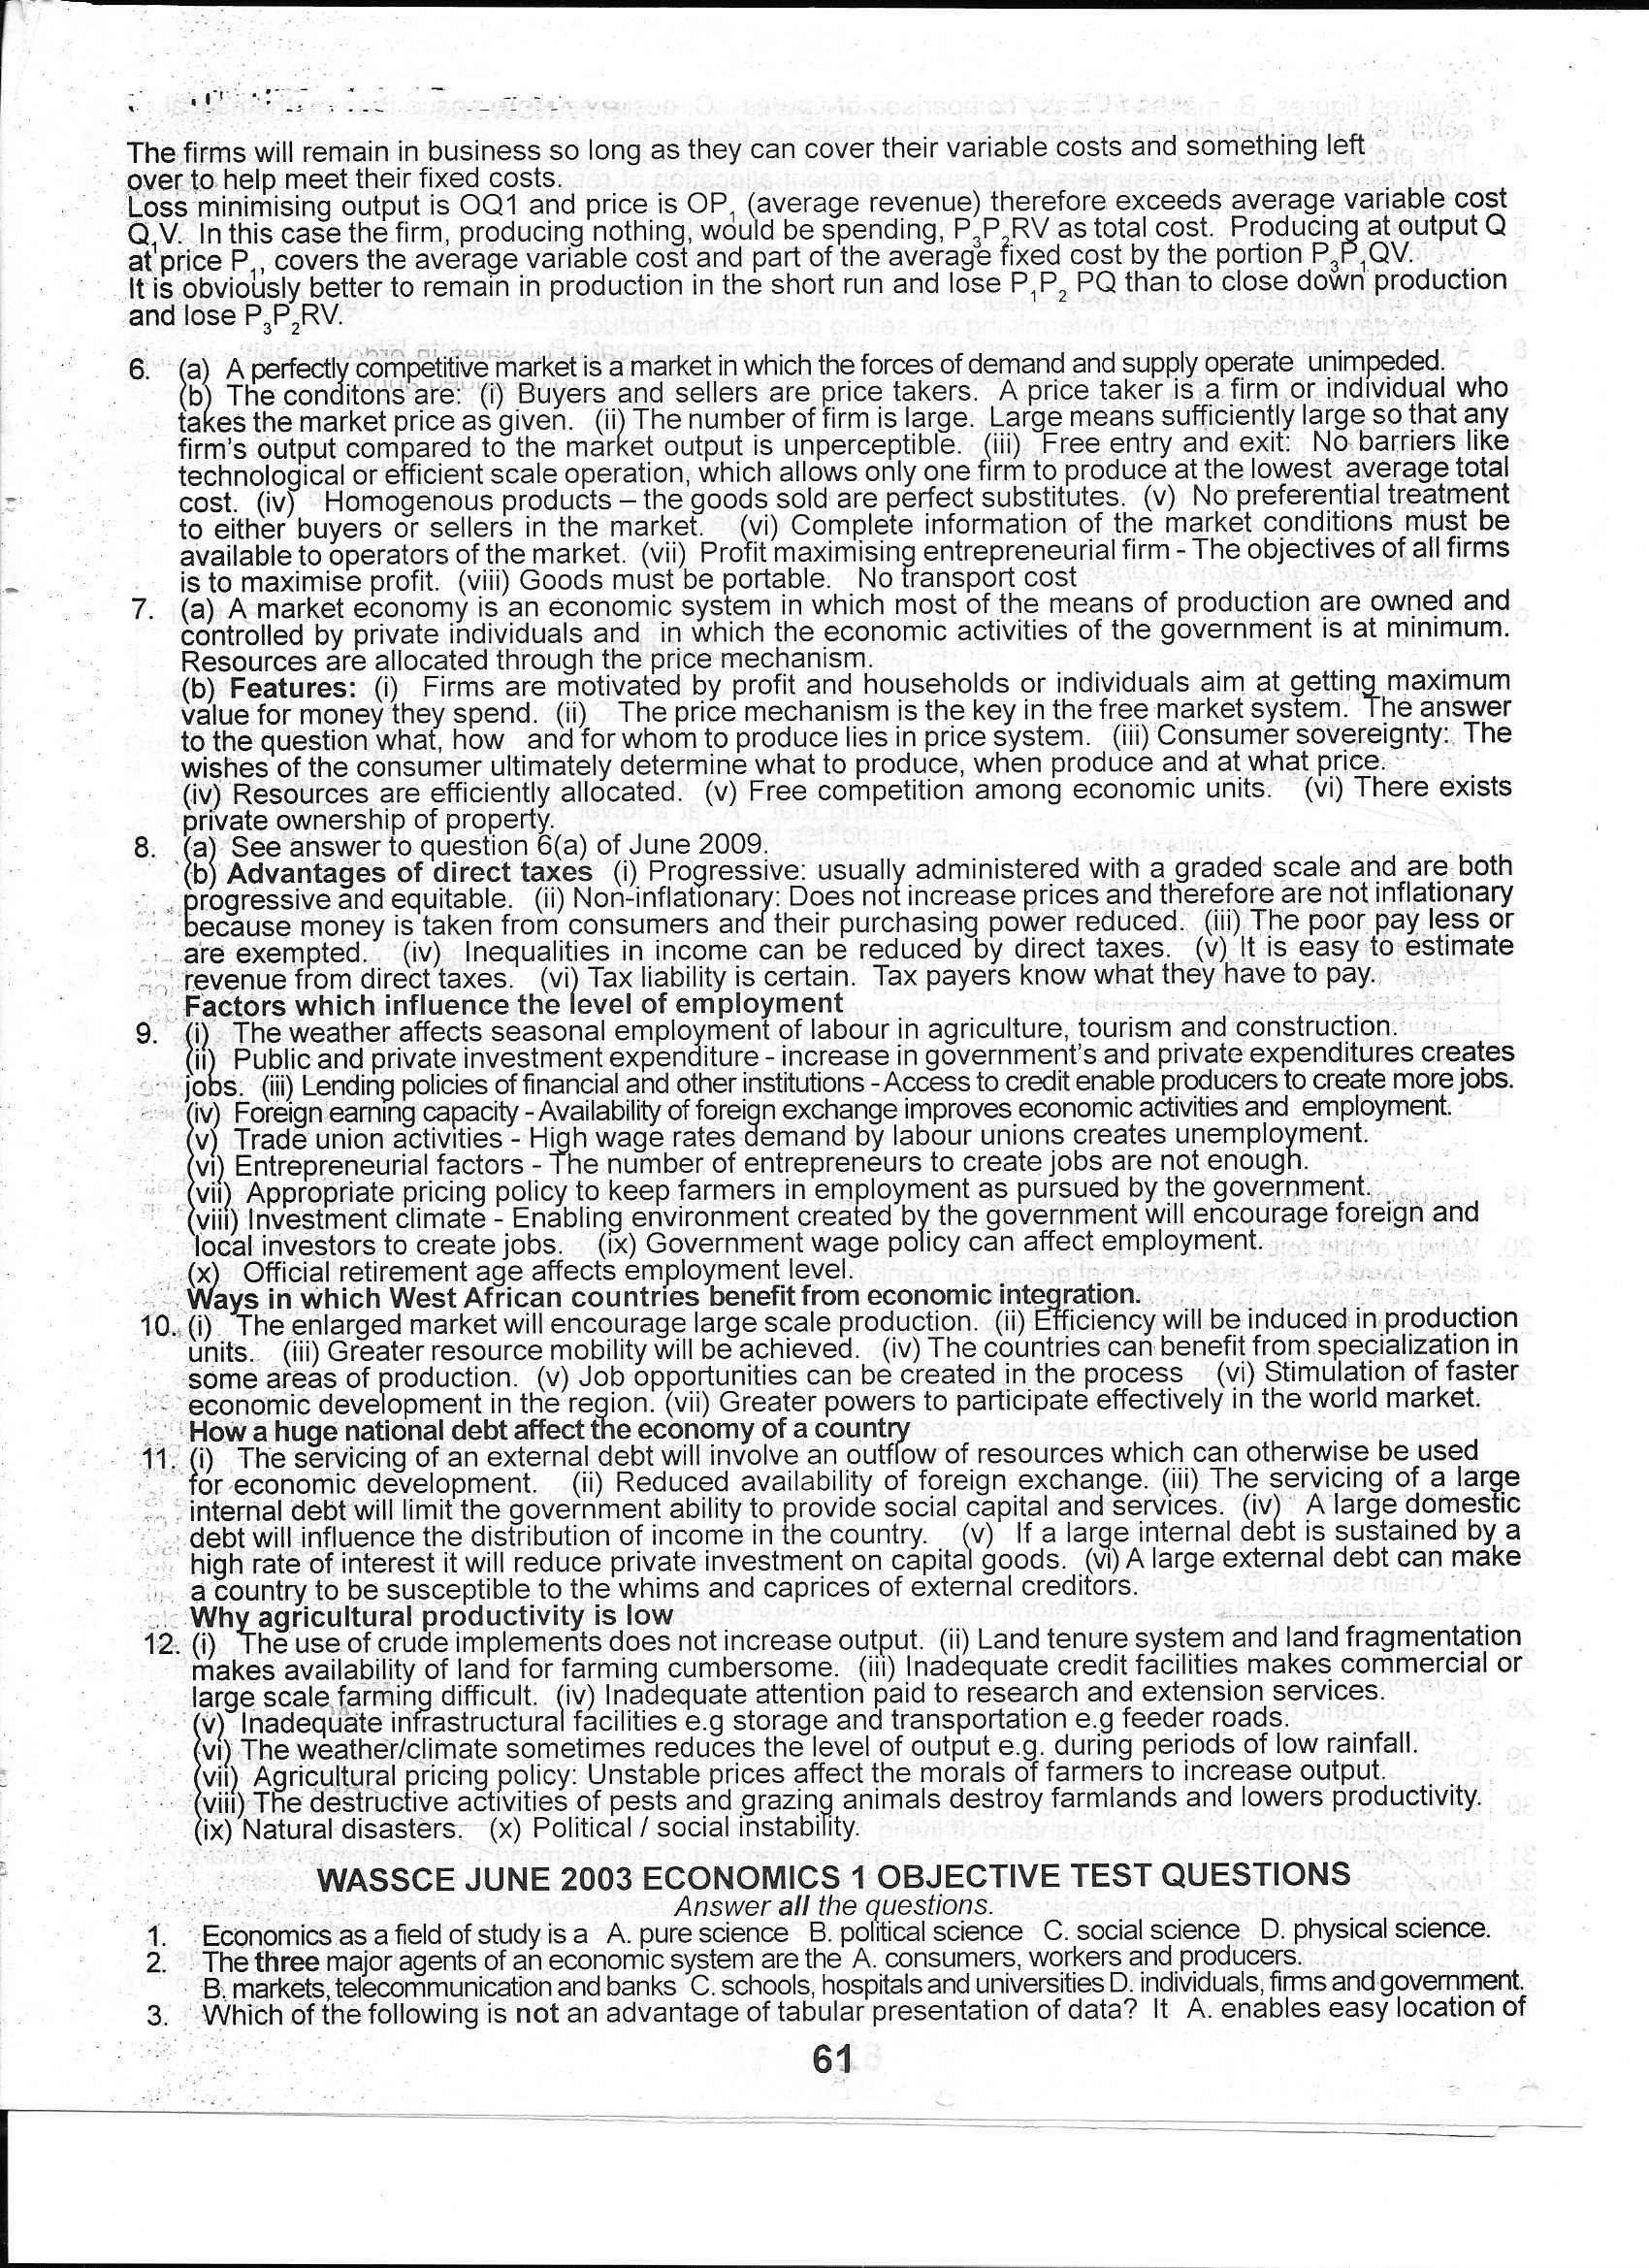 The firms will remain in business so long as they can cover their variable costs and something left
over to help meet their fixed costs.
Loss minimising output is OQ1 and price is OP₁ (average revenue) therefore exceeds average variable cost
Q₁V. In this case the firm, producing nothing, would be spending, P₃P₂RV as total cost. Producing at output Q
at price P₁, covers the average variable cost and part of the average fixed cost by the portion P₃P₁QV.
It is obviously better to remain in production in the short run and lose P₁P₂ PQ than to close down production
and lose P₃P₂RV.
6. (a) A perfectly competitive market is a market in which the forces of demand and supply operate unimpeded.
(b) The conditons are: (i) Buyers and sellers are price takers. A price taker is a firm or individual who
takes the market price as given. (ii) The number of firm is large. Large means sufficiently large so that any
firm's output compared to the market output is unperceptible. (iii) Free entry and exit: No barriers like
technological or efficient scale operation, which allows only one firm to produce at the lowest average total
cost. (iv) Homogenous products – the goods sold are perfect substitutes. (v) No preferential treatment
to either buyers or sellers in the market. (vi) Complete information of the market conditions must be
available to operators of the market. (vii) Profit maximising entrepreneurial firm - The objectives of all firms
is to maximise profit. (viii) Goods must be portable. No transport cost
7. (a) A market economy is an economic system in which most of the means of production are owned and
controlled by private individuals and in which the economic activities of the government is at minimum.
Resources are allocated through the price mechanism.
(b) Features: (i) Firms are motivated by profit and households or individuals aim at getting maximum
value for money they spend. (ii) The price mechanism is the key in the free market system. The answer
to the question what, how and for whom to produce lies in price system. (iii) Consumer sovereignty: The
wishes of the consumer ultimately determine what to produce, when produce and at what price.
(iv) Resources are efficiently allocated. (v) Free competition among economic units. (vi) There exists
private ownership of property.
8. (a) See answer to question 6(a) of June 2009.
(b) Advantages of direct taxes (i) Progressive: usually administered with a graded scale and are both
progressive and equitable. (ii) Non-inflationary: Does not increase prices and therefore are not inflationary
because money is taken from consumers and their purchasing power reduced. (iii) The poor pay less or
are exempted. (iv) Inequalities in income can be reduced by direct taxes. (v) It is easy to estimate
revenue from direct taxes. (vi) Tax liability is certain. Tax payers know what they have to pay.
Factors which influence the level of employment
9. (i) The weather affects seasonal employment of labour in agriculture, tourism and construction.
(ii) Public and private investment expenditure - increase in government's and private expenditures creates
jobs. (iii) Lending policies of financial and other institutions - Access to credit enable producers to create more jobs.
(iv) Foreign earning capacity - Availability of foreign exchange improves economic activities and employment.
(v) Trade union activities - High wage rates demand by labour unions creates unemployment.
(vi) Entrepreneurial factors - The number of entrepreneurs to create jobs are not enough.
(vii) Appropriate pricing policy to keep farmers in employment as pursued by the government.
(viii) Investment climate - Enabling environment created by the government will encourage foreign and
local investors to create jobs. (ix) Government wage policy can affect employment.
(x) Official retirement age affects employment level.
Ways in which West African countries benefit from economic integration.
10. (i) The enlarged market will encourage large scale production. (ii) Efficiency will be induced in production
units. (iii) Greater resource mobility will be achieved. (iv) The countries can benefit from specialization in
some areas of production. (v) Job opportunities can be created in the process (vi) Stimulation of faster
economic development in the region. (vii) Greater powers to participate effectively in the world market.
How a huge national debt affect the economy of a country
11. (i) The servicing of an external debt will involve an outflow of resources which can otherwise be used
for economic development. (ii) Reduced availability of foreign exchange. (iii) The servicing of a large
internal debt will limit the government ability to provide social capital and services. (iv) A large domestic
debt will influence the distribution of income in the country. (v) If a large internal debt is sustained by a
high rate of interest it will reduce private investment on capital goods. (vi) A large external debt can make
a country to be susceptible to the whims and caprices of external creditors.
Why agricultural productivity is low
12. (i) The use of crude implements does not increase output. (ii) Land tenure system and land fragmentation
makes availability of land for farming cumbersome. (iii) Inadequate credit facilities makes commercial or
large scale farming difficult. (iv) Inadequate attention paid to research and extension services.
(v) Inadequate infrastructural facilities e.g storage and transportation e.g feeder roads.
(vi) The weather/climate sometimes reduces the level of output e.g. during periods of low rainfall.
(vii) Agricultural pricing policy: Unstable prices affect the morals of farmers to increase output.
(viii) The destructive activities of pests and grazing animals destroy farmlands and lowers productivity.
(ix) Natural disasters. (x) Political / social instability.
WASSCE JUNE 2003 ECONOMICS 1 OBJECTIVE TEST QUESTIONS
Answer all the questions.
1. Economics as a field of study is a A. pure science B. political science C. social science D. physical science.
2. The three major agents of an economic system are the A. consumers, workers and producers.
B. markets, telecommunication and banks C. schools, hospitals and universities D. individuals, firms and government.
3. Which of the following is not an advantage of tabular presentation of data? It A. enables easy location of
61